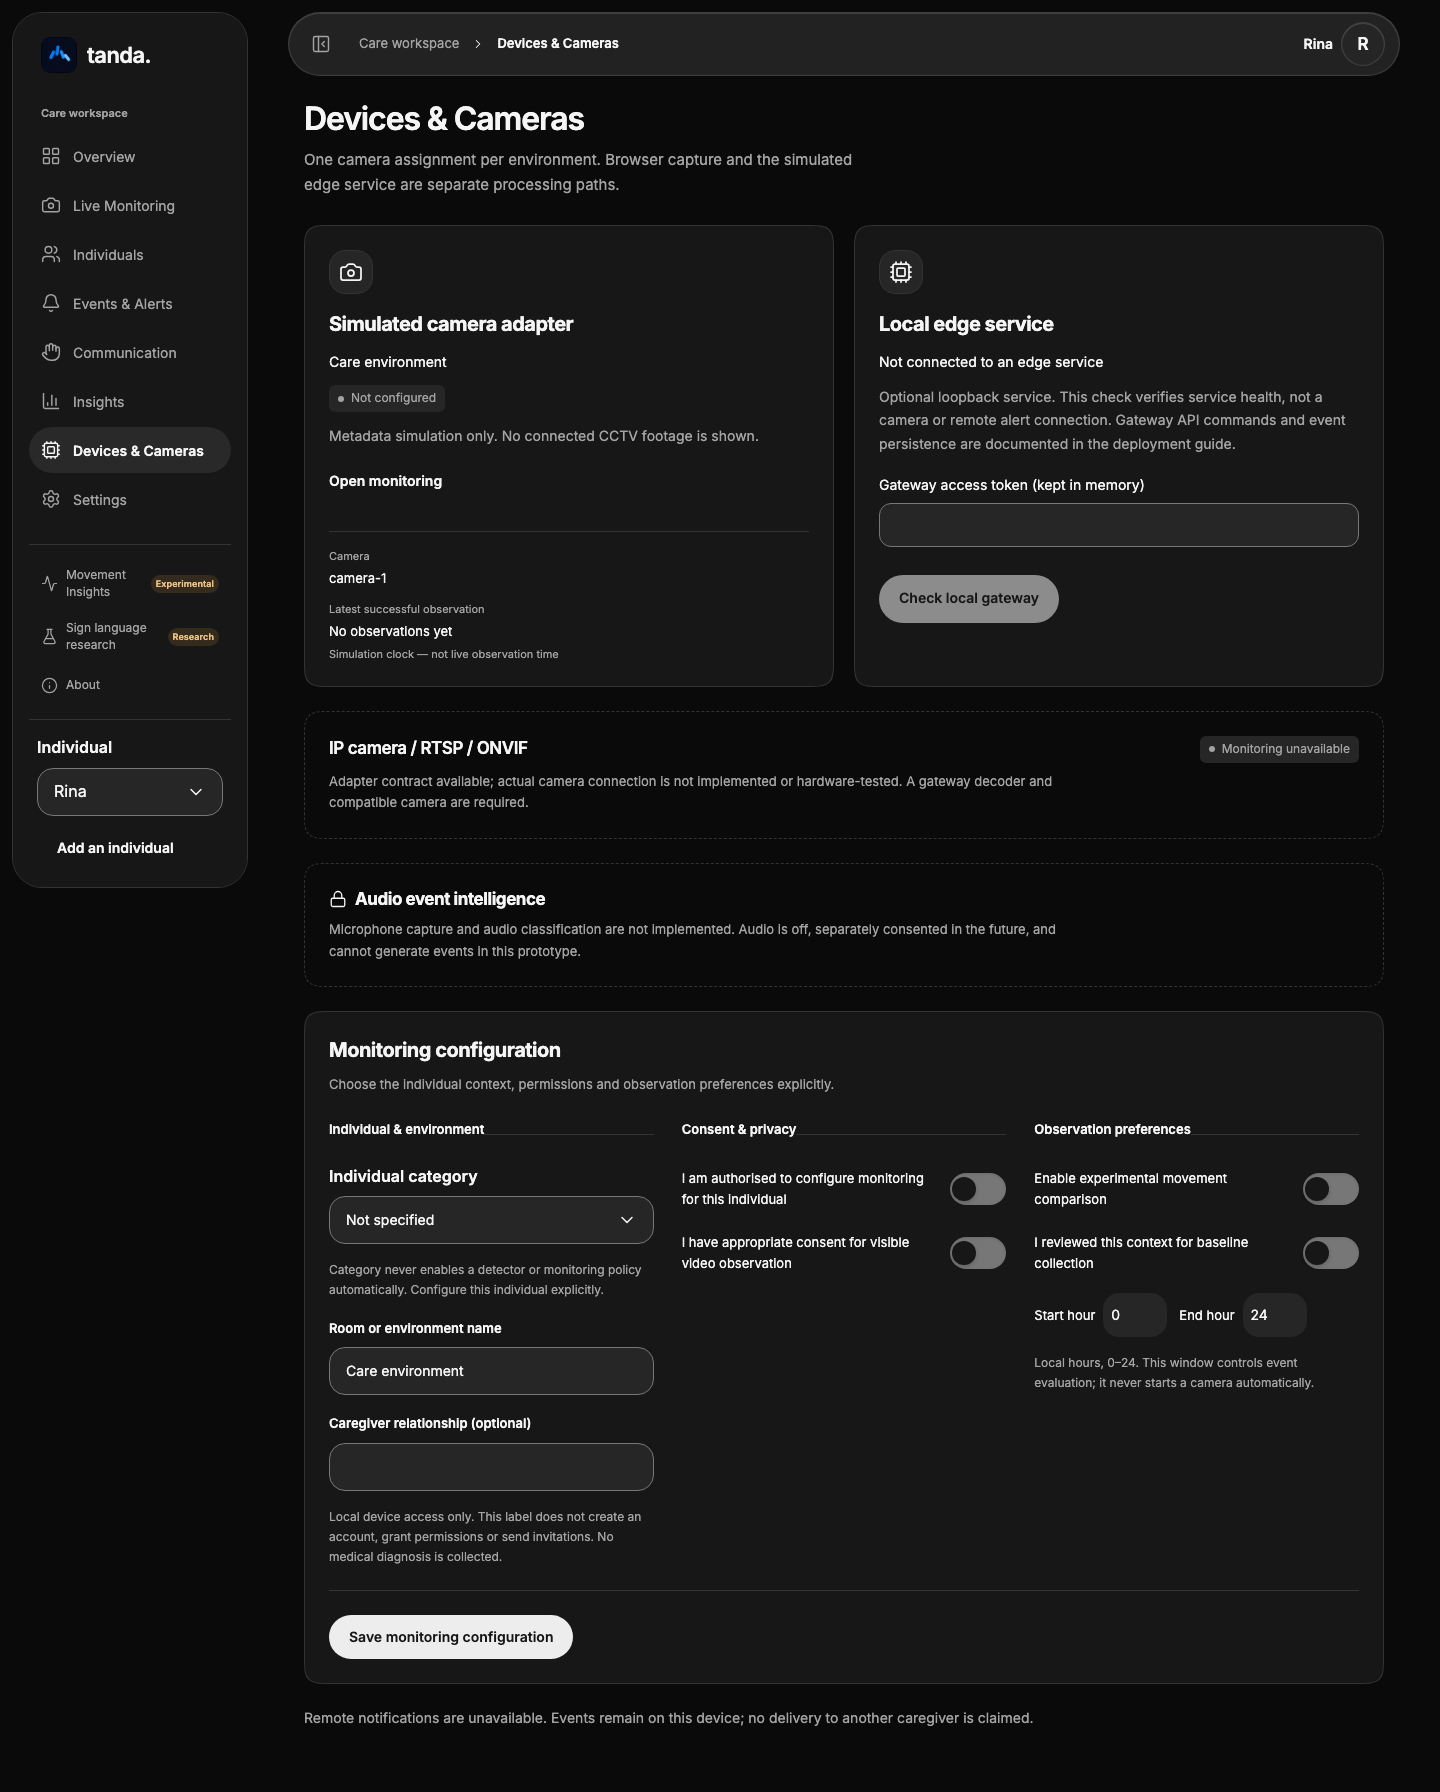 tanda.
Care workspace
Overview
Live Monitoring
Individuals
Events & Alerts
Communication
Insights
Devices & Cameras
Settings
Movement
Insights
Experimental
Sign language
research
Research
About
Individual
Rina
Add an individual
Care workspace
Devices & Cameras
Rina
R
Devices & Cameras
One camera assignment per environment. Browser capture and the simulated
edge service are separate processing paths.
Simulated camera adapter
Care environment
Not configured
Metadata simulation only. No connected CCTV footage is shown.
Open monitoring
Camera
camera-1
Latest successful observation
No observations yet
Simulation clock — not live observation time
Local edge service
Not connected to an edge service
Optional loopback service. This check verifies service health, not a
camera or remote alert connection. Gateway API commands and event
persistence are documented in the deployment guide.
Gateway access token (kept in memory)
Check local gateway
IP camera / RTSP / ONVIF
Monitoring unavailable
Adapter contract available; actual camera connection is not implemented or hardware-tested. A gateway decoder and
compatible camera are required.
Audio event intelligence
Microphone capture and audio classification are not implemented. Audio is off, separately consented in the future, and
cannot generate events in this prototype.
Monitoring configuration
Choose the individual context, permissions and observation preferences explicitly.
Individual & environment
Individual category
Not specified
Category never enables a detector or monitoring policy
automatically. Configure this individual explicitly.
Room or environment name
Care environment
Caregiver relationship (optional)
Local device access only. This label does not create an
account, grant permissions or send invitations. No
medical diagnosis is collected.
Consent & privacy
I am authorised to configure monitoring
for this individual
I have appropriate consent for visible
video observation
Observation preferences
Enable experimental movement
comparison
I reviewed this context for baseline
collection
Start hour 0 End hour 24
Local hours, 0–24. This window controls event
evaluation; it never starts a camera automatically.
Save monitoring configuration
Remote notifications are unavailable. Events remain on this device; no delivery to another caregiver is claimed.